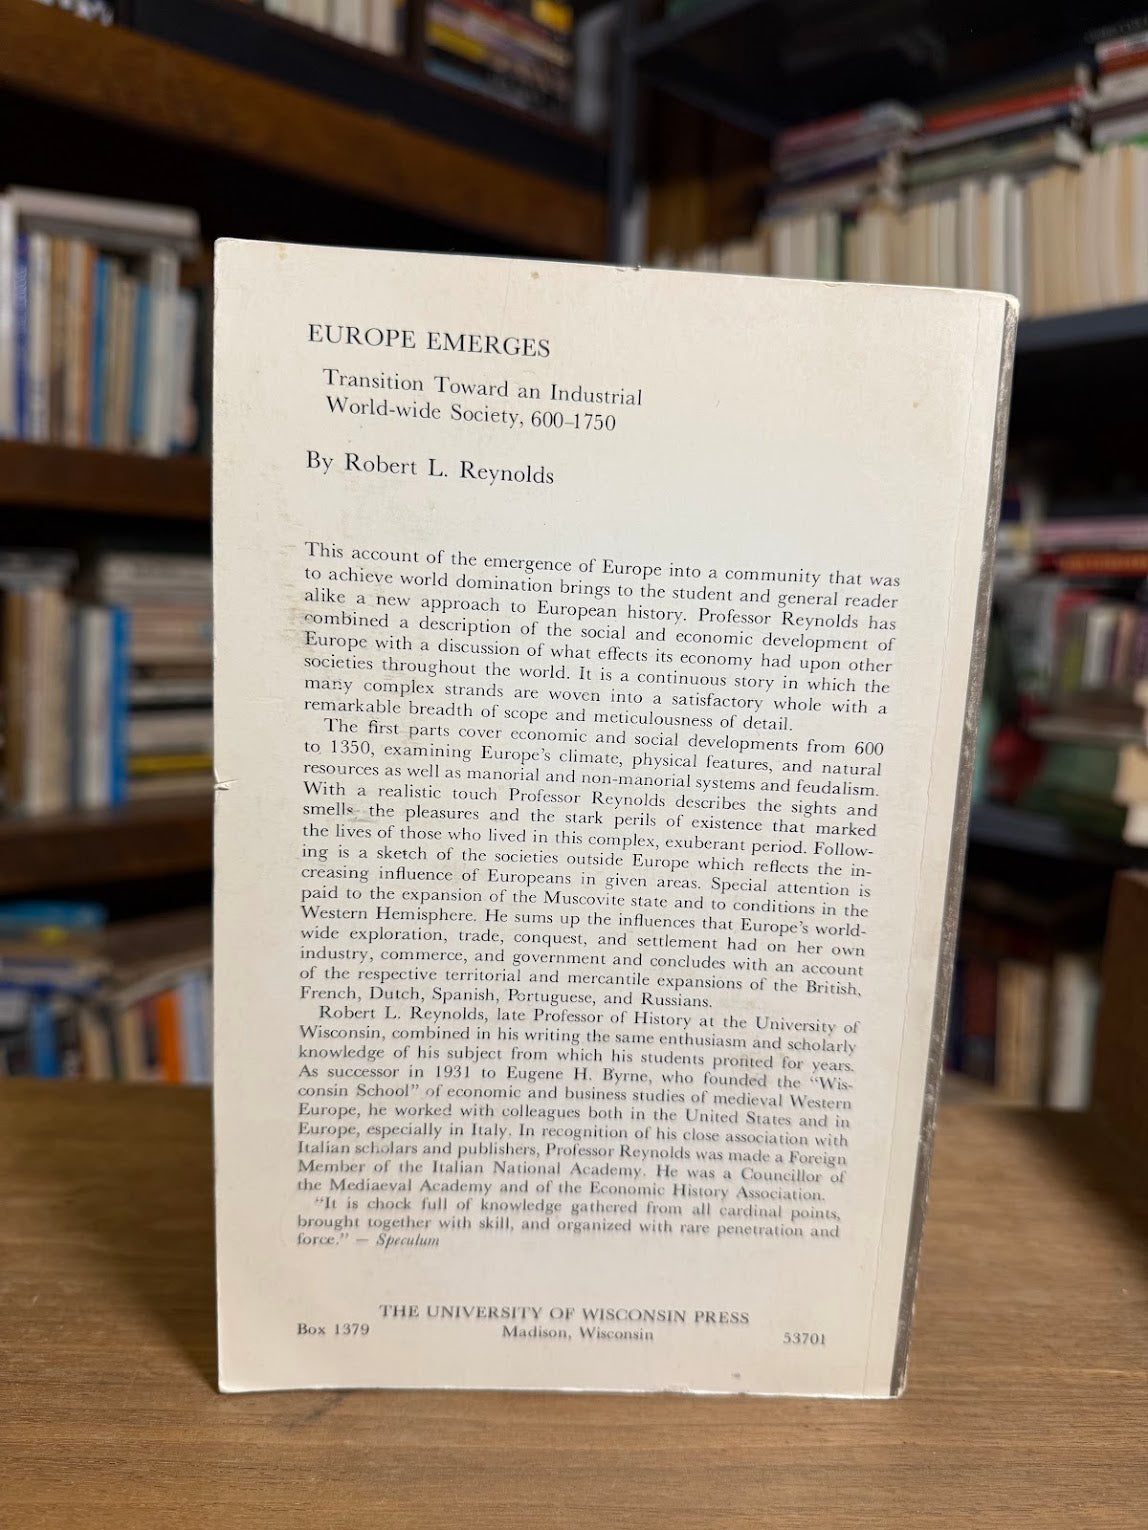 EUROPE EMERGES
Transition Toward an Industrial
World-wide Society, 600–1750
By Robert L. Reynolds
This account of the emergence of Europe into a community that was
to achieve world domination brings to the student and general reader
alike a new approach to European history. Professor Reynolds has
combined a description of the social and economic development of
Europe with a discussion of what effects its economy had upon other
societies throughout the world. It is a continuous story in which the
many complex strands are woven into a satisfactory whole with a
remarkable breadth of scope and meticulousness of detail.
The first parts cover economic and social developments from 600
to 1350, examining Europe's climate, physical features, and natural
resources as well as manorial and non-manorial systems and feudalism.
With a realistic touch Professor Reynolds describes the sights and
smells the pleasures and the stark perils of existence that marked
the lives of those who lived in this complex, exuberant period. Follow-
ing is a sketch of the societies outside Europe which reflects the in-
creasing influence of Europeans in given areas. Special attention is
paid to the expansion of the Muscovite state and to conditions in the
Western Hemisphere. He sums up the influences that Europe's world-
wide exploration, trade, conquest, and settlement had on her own
industry, commerce, and government and concludes with an account
of the respective territorial and mercantile expansions of the British,
French, Dutch, Spanish, Portuguese, and Russians.
Robert L. Reynolds, late Professor of History at the University of
Wisconsin, combined in his writing the same enthusiasm and scholarly
knowledge of his subject from which his students profited for years.
As successor in 1931 to Eugene H. Byrne, who founded the "Wis-
consin School" of economic and business studies of medieval Western
Europe, he worked with colleagues both in the United States and in
Europe, especially in Italy. In recognition of his close association with
Italian scholars and publishers, Professor Reynolds was made a Foreign
Member of the Italian National Academy. He was a Councillor of
the Mediaeval Academy and of the Economic History Association.
"It is chock full of knowledge gathered from all cardinal points,
brought together with skill, and organized with rare penetration and
force." — Speculum
THE UNIVERSITY OF WISCONSIN PRESS
Box 1379 Madison, Wisconsin 53701